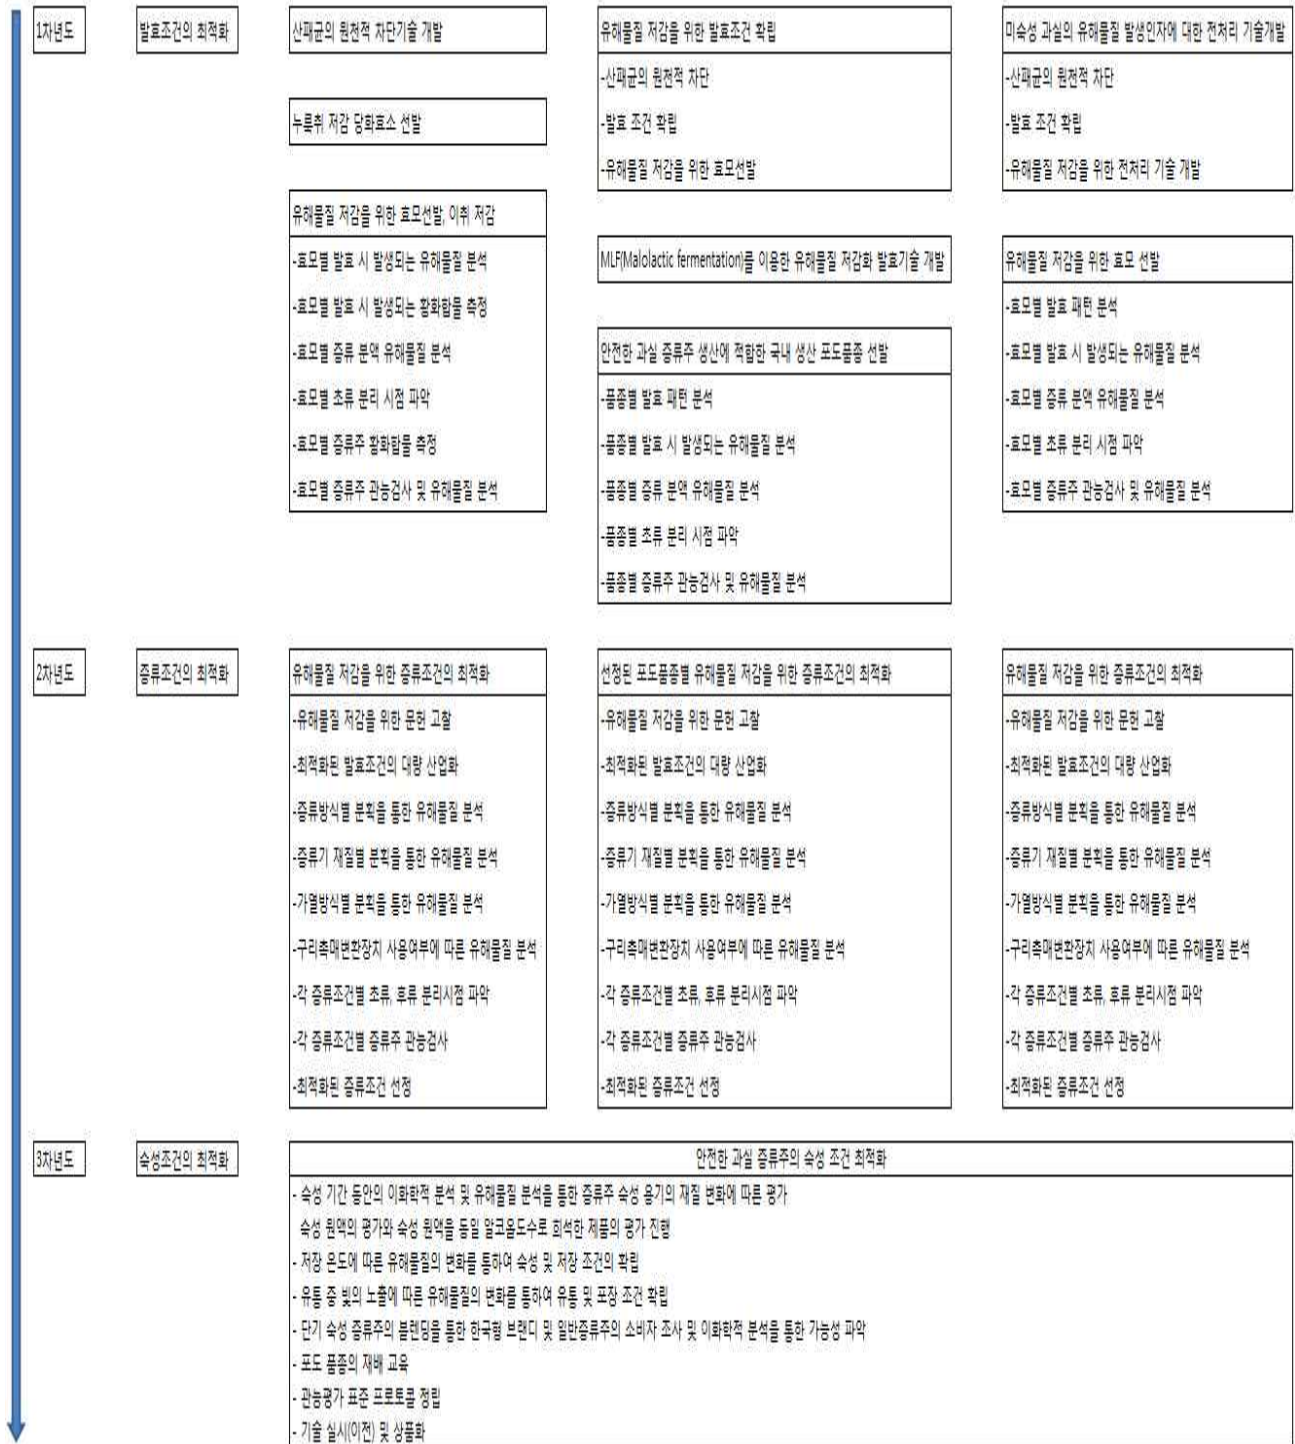 1차년도
발효조건의 최적화
산패균의 원천적 차단기술 개발
누룩취 저감 당화효소 선발
유해물질 저감을 위한 효모선발, 이취 저감
-효모별 발효 시 발생되는 유해물질 분석
-효모별 발효 시 발생되는 황화합물 측정
-효모별 증류 분액 유해물질 분석
-효모별 초류 분리 시점 파악
-효모별 증류주 황화합물 측정
-효모별 증류주 관능검사 및 유해물질 분석
유해물질 저감을 위한 발효조건 확립
-산패균의 원천적 차단
-발효 조건 확립
-유해물질 저감을 위한 효모선발
MLF(Malolactic fermentation)를 이용한 유해물질 저감화 발효기술 개발
안전한 과실 증류주 생산에 적합한 국내 생산 포도품종 선발
-품종별 발효 패턴 분석
-품종별 발효 시 발생되는 유해물질 분석
-품종별 증류 분액 유해물질 분석
-품종별 초류 분리 시점 파악
-품종별 증류주 관능검사 및 유해물질 분석
미숙성 과실의 유해물질 발생인자에 대한 전처리 기술개발
-산패균의 원천적 차단
-발효 조건 확립
-유해물질 저감을 위한 전처리 기술 개발
유해물질 저감을 위한 효모 선발
-효모별 발효 패턴 분석
-효모별 발효 시 발생되는 유해물질 분석
-효모별 증류 분액 유해물질 분석
-효모별 초류 분리 시점 파악
-효모별 증류주 관능검사 및 유해물질 분석
2차년도
증류조건의 최적화
유해물질 저감을 위한 증류조건의 최적화
-유해물질 저감을 위한 문헌 고찰
-최적화된 발효조건의 대량 산업화
-증류방식별 분획을 통한 유해물질 분석
-증류기 재질별 분획을 통한 유해물질 분석
-가열방식별 분획을 통한 유해물질 분석
-구리촉매변환장치 사용여부에 따른 유해물질 분석
-각 증류조건별 초류, 후류 분리시점 파악
-각 증류조건별 증류주 관능검사
-최적화된 증류조건 선정
선정된 포도품종별 유해물질 저감을 위한 증류조건의 최적화
-유해물질 저감을 위한 문헌 고찰
-최적화된 발효조건의 대량 산업화
-증류방식별 분획을 통한 유해물질 분석
-증류기 재질별 분획을 통한 유해물질 분석
-가열방식별 분획을 통한 유해물질 분석
-구리촉매변환장치 사용여부에 따른 유해물질 분석
-각 증류조건별 초류, 후류 분리시점 파악
-각 증류조건별 증류주 관능검사
-최적화된 증류조건 선정
유해물질 저감을 위한 증류조건의 최적화
-유해물질 저감을 위한 문헌 고찰
-최적화된 발효조건의 대량 산업화
-증류방식별 분획을 통한 유해물질 분석
-증류기 재질별 분획을 통한 유해물질 분석
-가열방식별 분획을 통한 유해물질 분석
-구리촉매변환장치 사용여부에 따른 유해물질 분석
-각 증류조건별 초류, 후류 분리시점 파악
-각 증류조건별 증류주 관능검사
-최적화된 증류조건 선정
3차년도
숙성조건의 최적화
안전한 과실 증류주의 숙성 조건 최적화
- 숙성 기간 동안의 이화학적 분석 및 유해물질 분석을 통한 증류주 숙성 용기의 재질 변화에 따른 평가
숙성 원액의 평가와 숙성 원액을 동일 알코올도수로 희석한 제품의 평가 진행
- 저장 온도에 따른 유해물질의 변화를 통하여 숙성 및 저장 조건의 확립
- 유통 중 빛의 노출에 따른 유해물질의 변화를 통하여 유통 및 포장 조건 확립
- 단기 숙성 증류주의 블렌딩을 통한 한국형 브랜디 및 일반증류주의 소비자 조사 및 이화학적 분석을 통한 가능성 파악
- 포도 품종의 재배 교육
- 관능평가 표준 프로토콜 정립
- 기술 실시(이전) 및 상품화